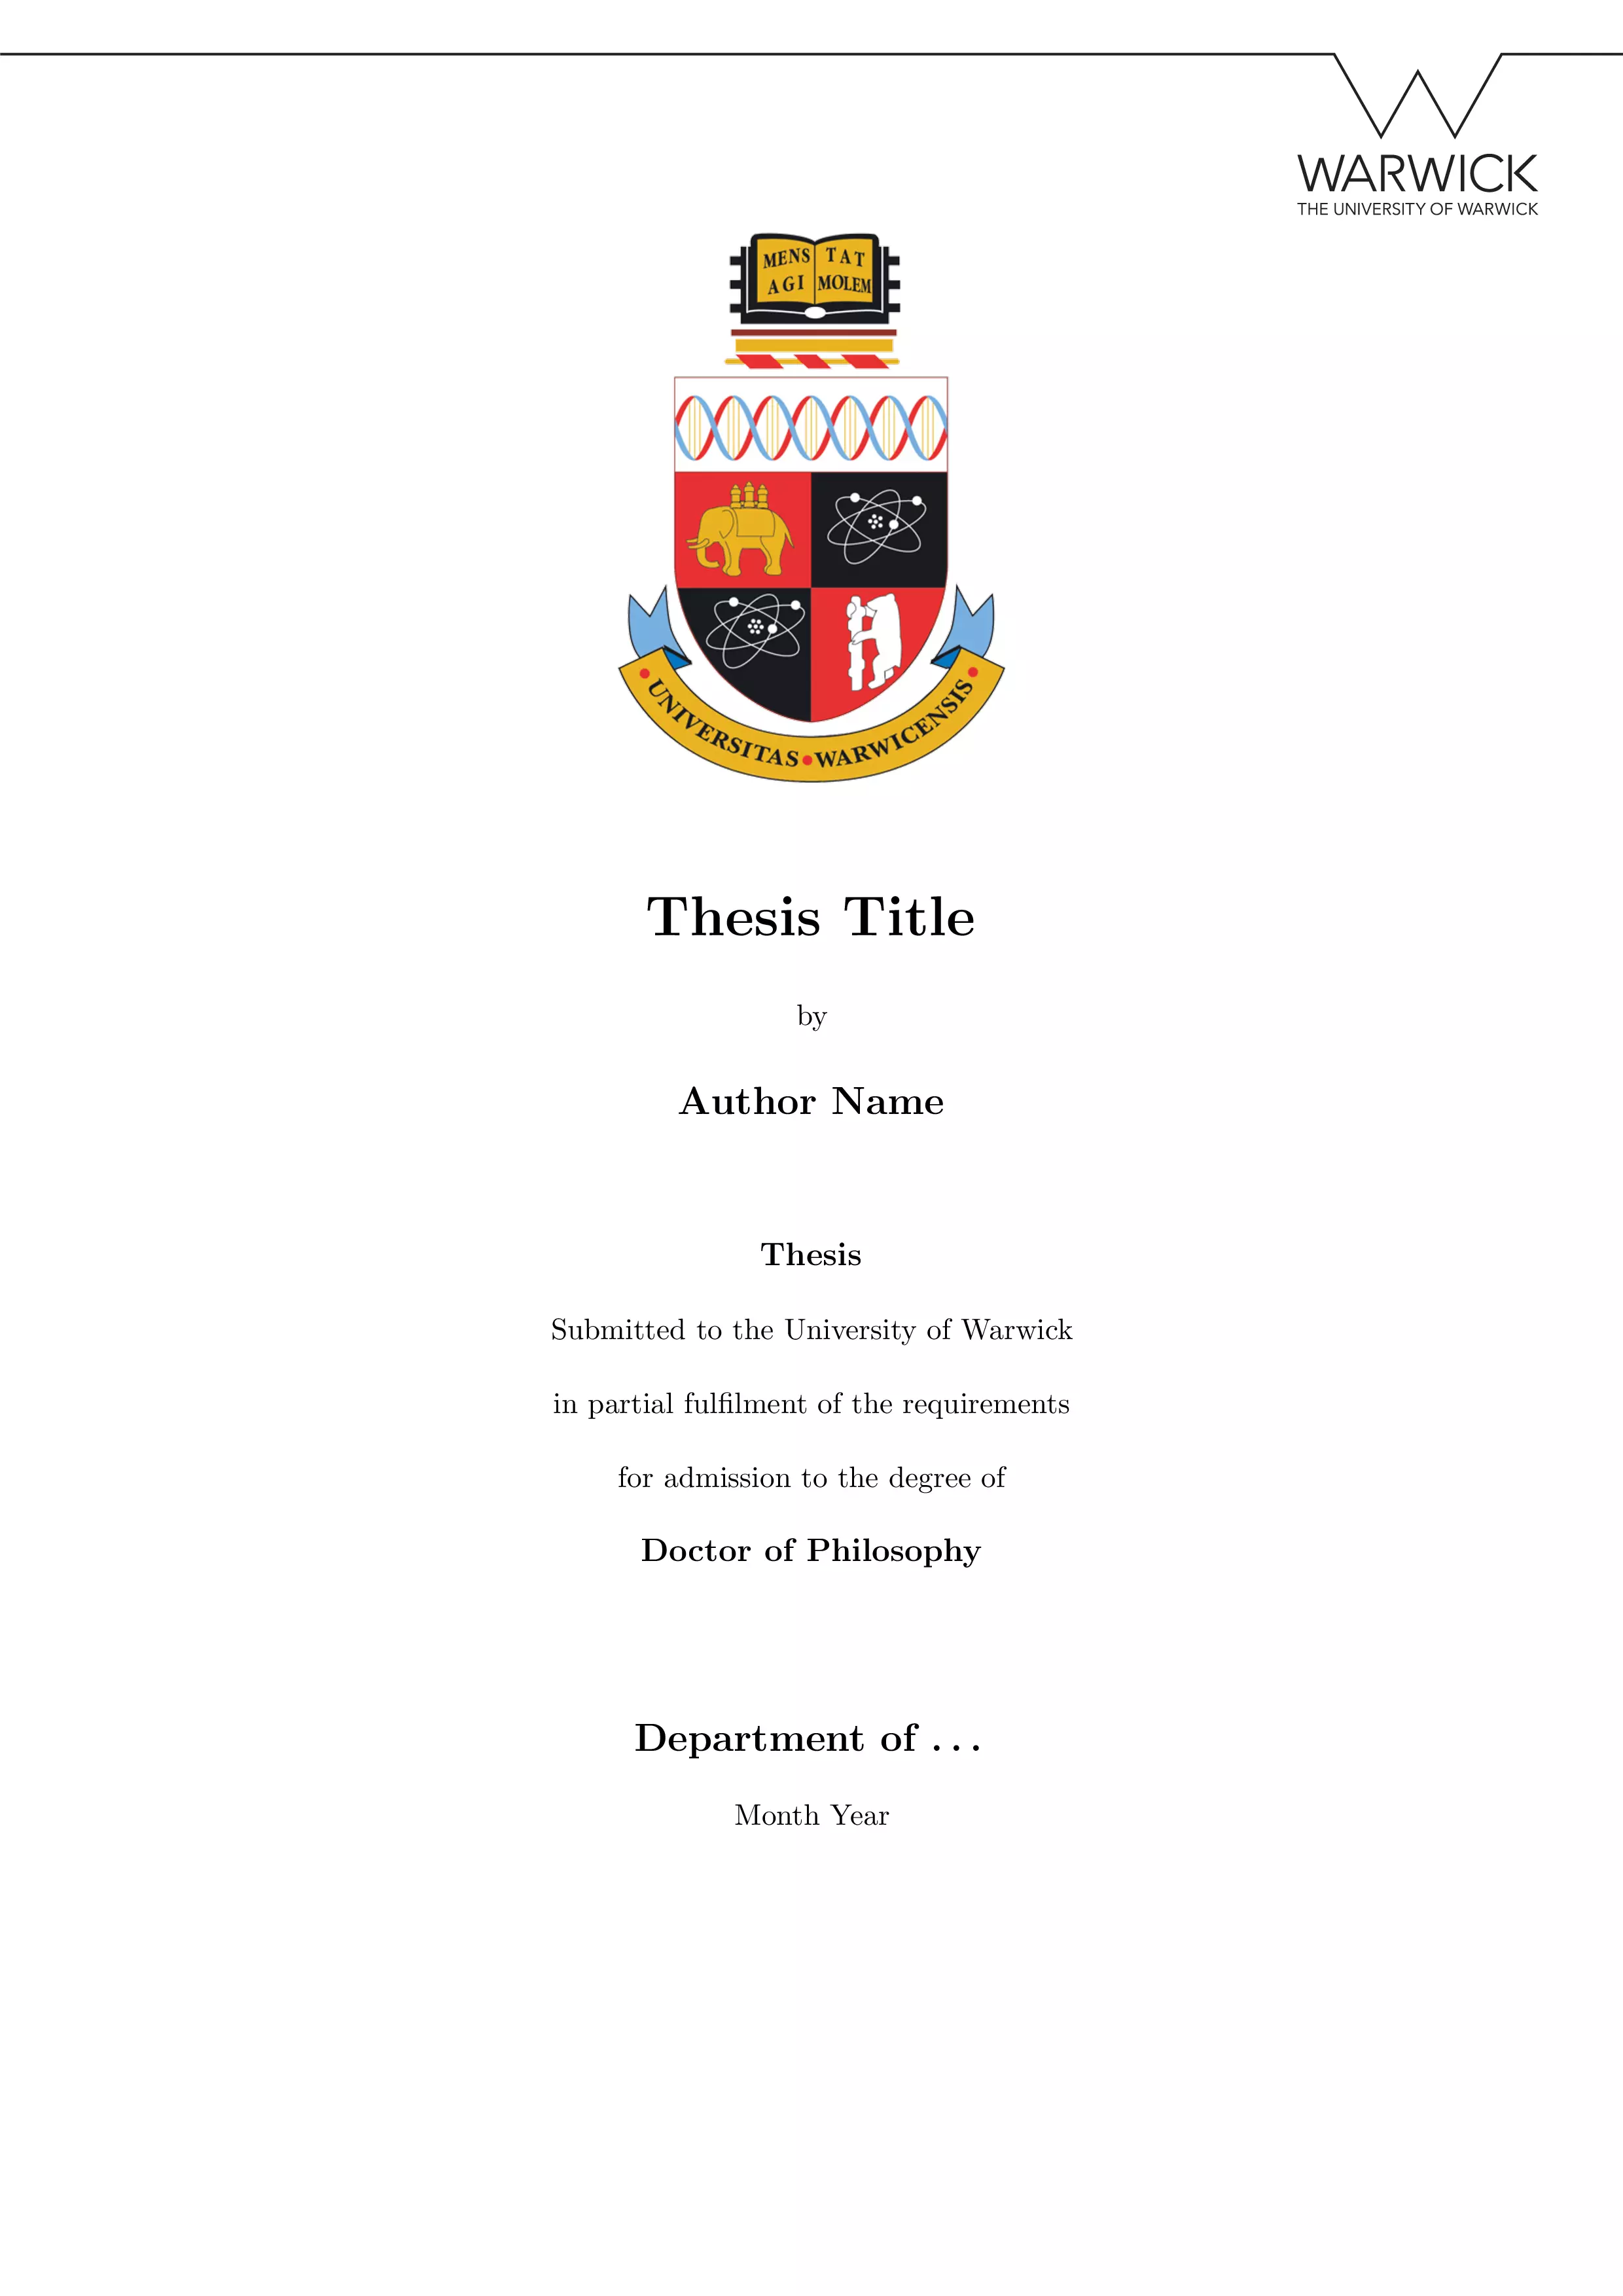 WARWICK
THE UNIVERSITY OF WARWICK
MENS TAT
AGI MOLEM
UNIVERSITAS • WARWICENSIS
Thesis Title
by
Author Name
Thesis
Submitted to the University of Warwick
in partial fulfilment of the requirements
for admission to the degree of
Doctor of Philosophy
Department of . . .
Month Year